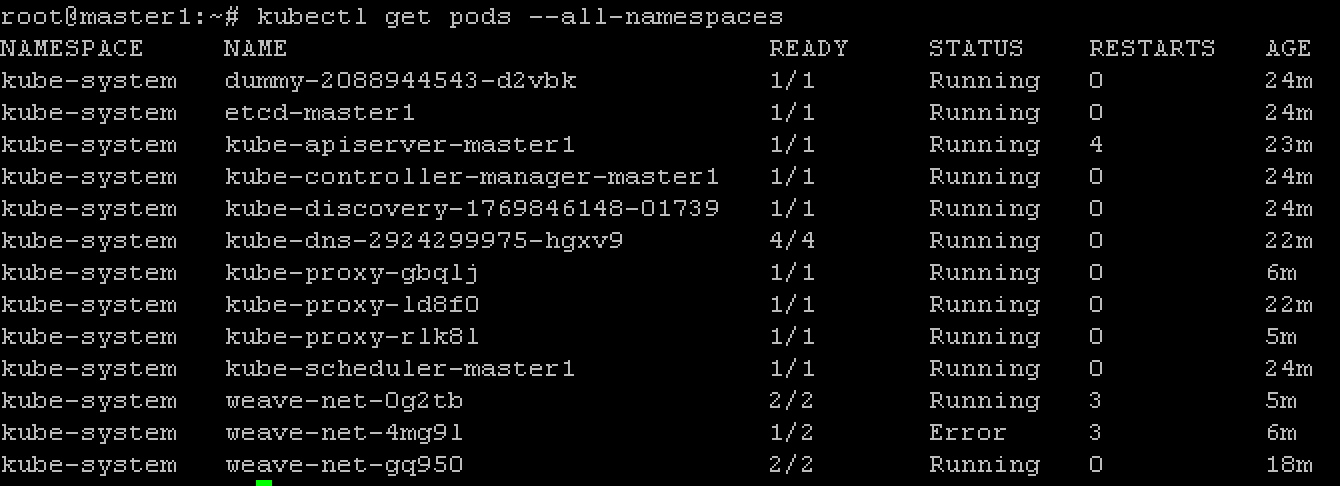 root@master1:~# kubectl get pods --all-namespaces
NAMESPACE NAME READY STATUS RESTARTS AGE
kube-system dummy-2088944543-d2vbk 1/1 Running 0 24m
kube-system etcd-master1 1/1 Running 0 24m
kube-system kube-apiserver-master1 1/1 Running 4 23m
kube-system kube-controller-manager-master1 1/1 Running 0 24m
kube-system kube-discovery-1769846148-01739 1/1 Running 0 24m
kube-system kube-dns-2924299975-hgxv9 4/4 Running 0 22m
kube-system kube-proxy-gbqlj 1/1 Running 0 6m
kube-system kube-proxy-ld8f0 1/1 Running 0 22m
kube-system kube-proxy-rlk8l 1/1 Running 0 5m
kube-system kube-scheduler-master1 1/1 Running 0 24m
kube-system weave-net-0g2tb 2/2 Running 3 5m
kube-system weave-net-4mg9l 1/2 Error 3 6m
kube-system weave-net-gq950 2/2 Running 0 18m